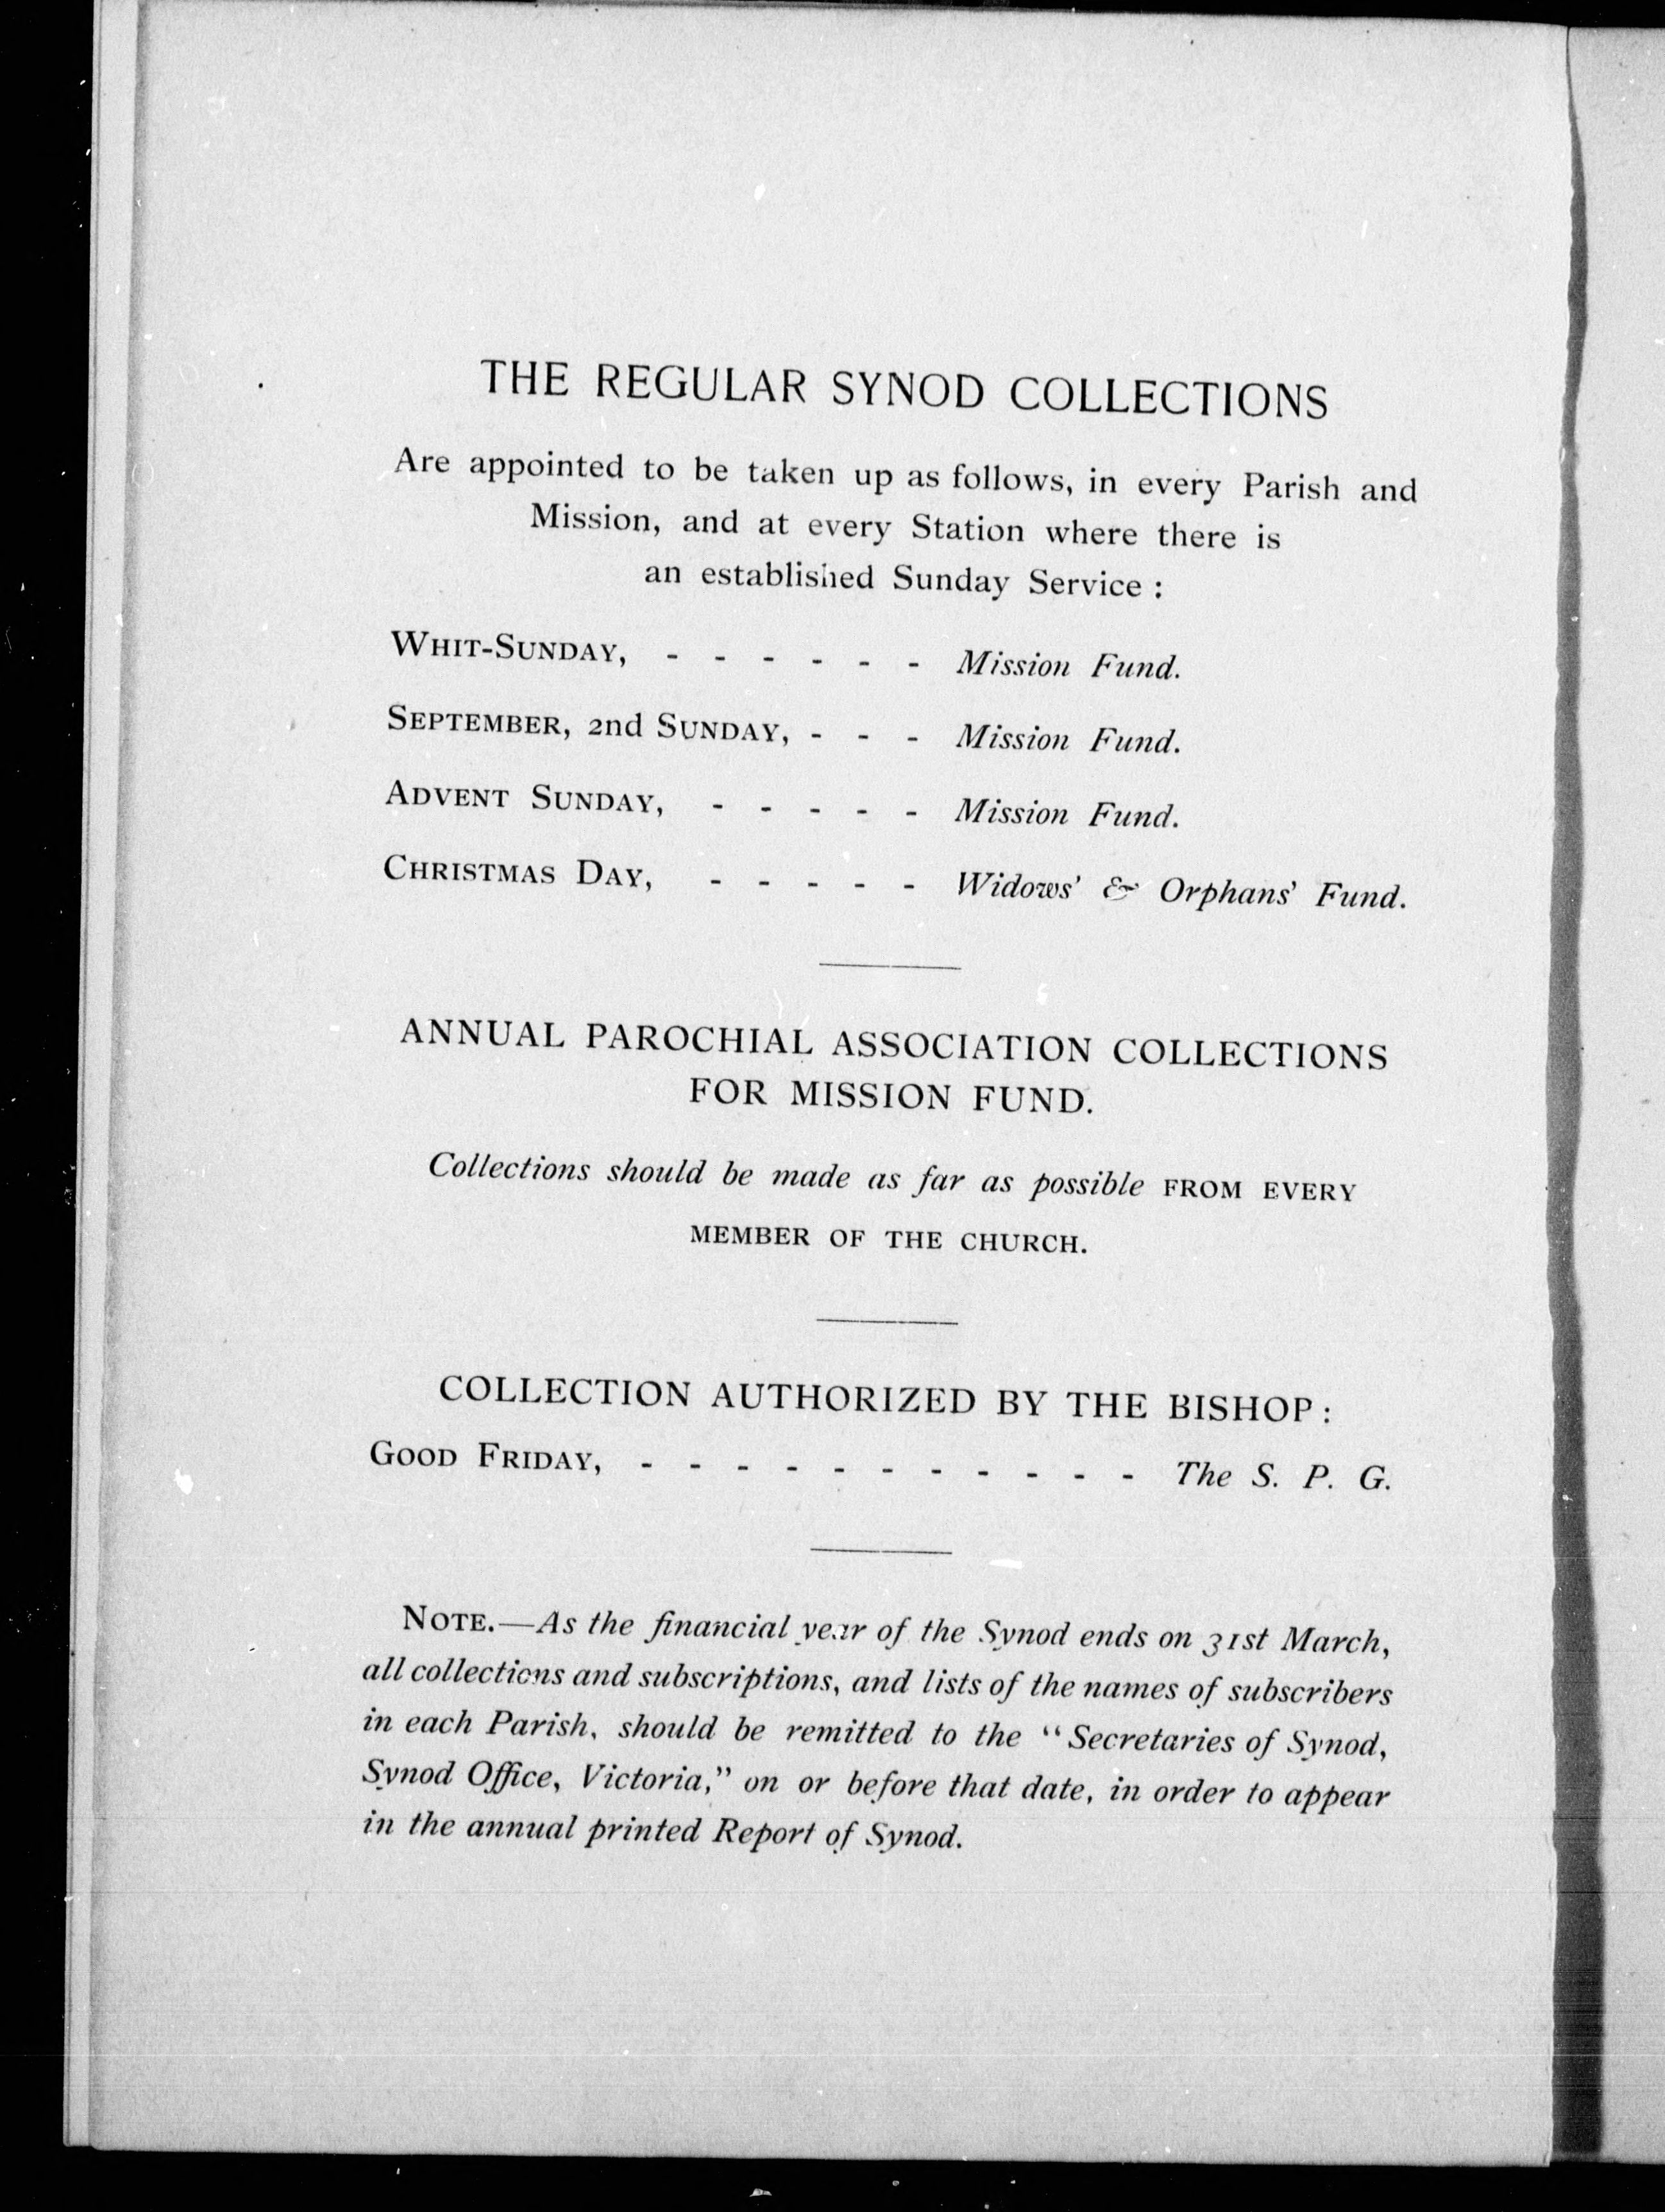 THE REGULAR SYNOD COLLECTIONS
Are appointed to be taken up as follows, in every Parish and
Mission, and at every Station where there is
an established Sunday Service :
WHIT-SUNDAY, - - - - - - Mission Fund.
SEPTEMBER, 2nd SUNDAY, - - - Mission Fund.
ADVENT SUNDAY, - - - - - Mission Fund.
CHRISTMAS DAY, - - - - - Widows' & Orphans' Fund.
ANNUAL PAROCHIAL ASSOCIATION COLLECTIONS
FOR MISSION FUND.
Collections should be made as far as possible FROM EVERY
MEMBER OF THE CHURCH.
COLLECTION AUTHORIZED BY THE BISHOP :
GOOD FRIDAY, - - - - - - - - - - - The S. P. G.
NOTE.—As the financial year of the Synod ends on 31st March,
all collections and subscriptions, and lists of the names of subscribers
in each Parish, should be remitted to the "Secretaries of Synod,
Synod Office, Victoria," on or before that date, in order to appear
in the annual printed Report of Synod.